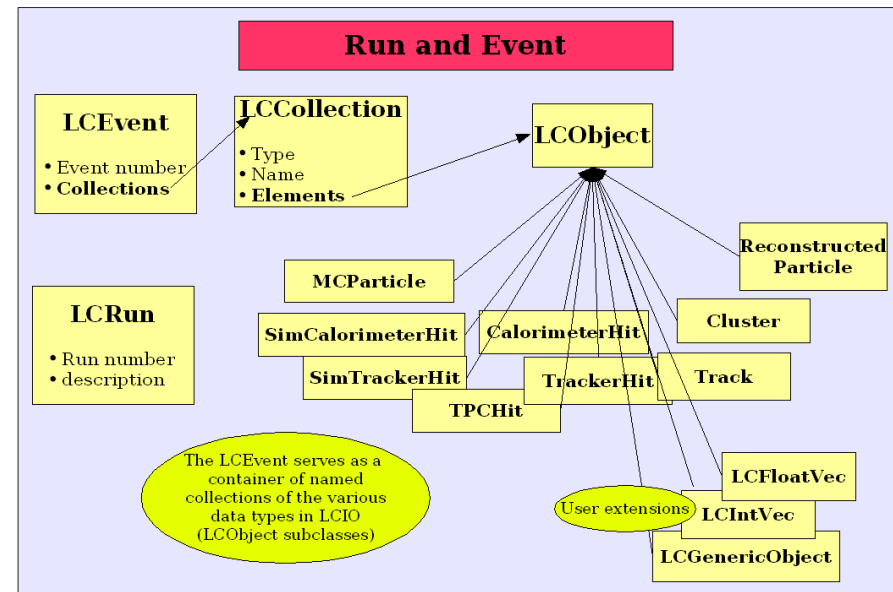 Run and Event
LCEvent
• Event number
• Collections
LCCollection
• Type
• Name
• Elements
LCObject
Reconstructed
Particle
MCParticle
LCRun
• Run number
• description
SimCalorimeterHit
CalorimeterHit
Cluster
SimTrackerHit
TrackerHit
Track
TPCHit
The LCEvent serves as a
container of named
collections of the various
data types in LCIO
(LCObject subclasses)
LCFloatVec
User extensions
LCIntVec
LCGenericObject